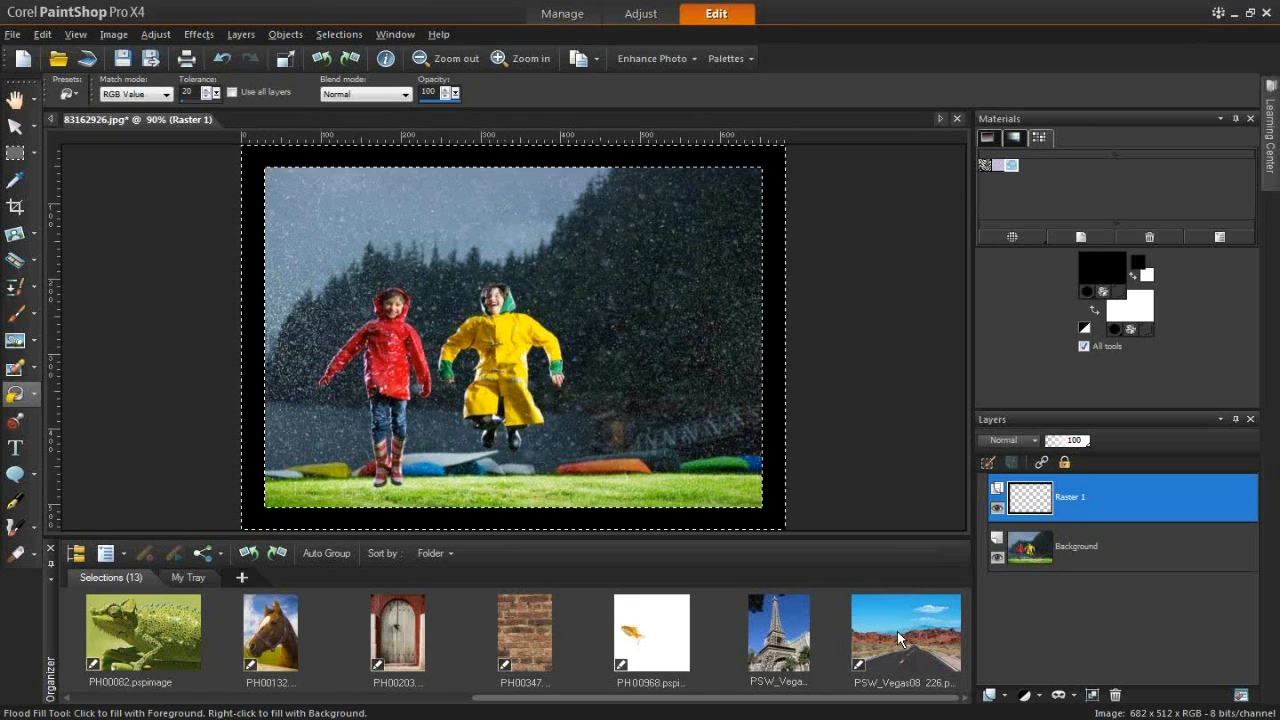 Corel PaintShop Pro X4
Manage Adjust Edit
File Edit View Image Adjust Effects Layers Objects Selections Window Help
Zoom out Zoom in Enhance Photo Palettes
Presets: Match mode: Tolerance: Blend mode: Opacity:
RGB Value 20 Use all layers Normal 100
83162926.jpg* @ 90% (Raster 1)
0 100 200 300 400 500 600
Materials
Learning Center
All tools
Layers
Normal 100
Raster 1
Background
Auto Group Sort by : Folder
Selections (13) My Tray +
Organizer
PH00082.pspimage PH00132... PH00203... PH00347... PH00968.pspi... PSW_Vega... PSW_Vegas08_226.p...
Flood Fill Tool: Click to fill with Foreground. Right-click to fill with Background. Image: 682 x 512 x RGB - 8 bits/channel